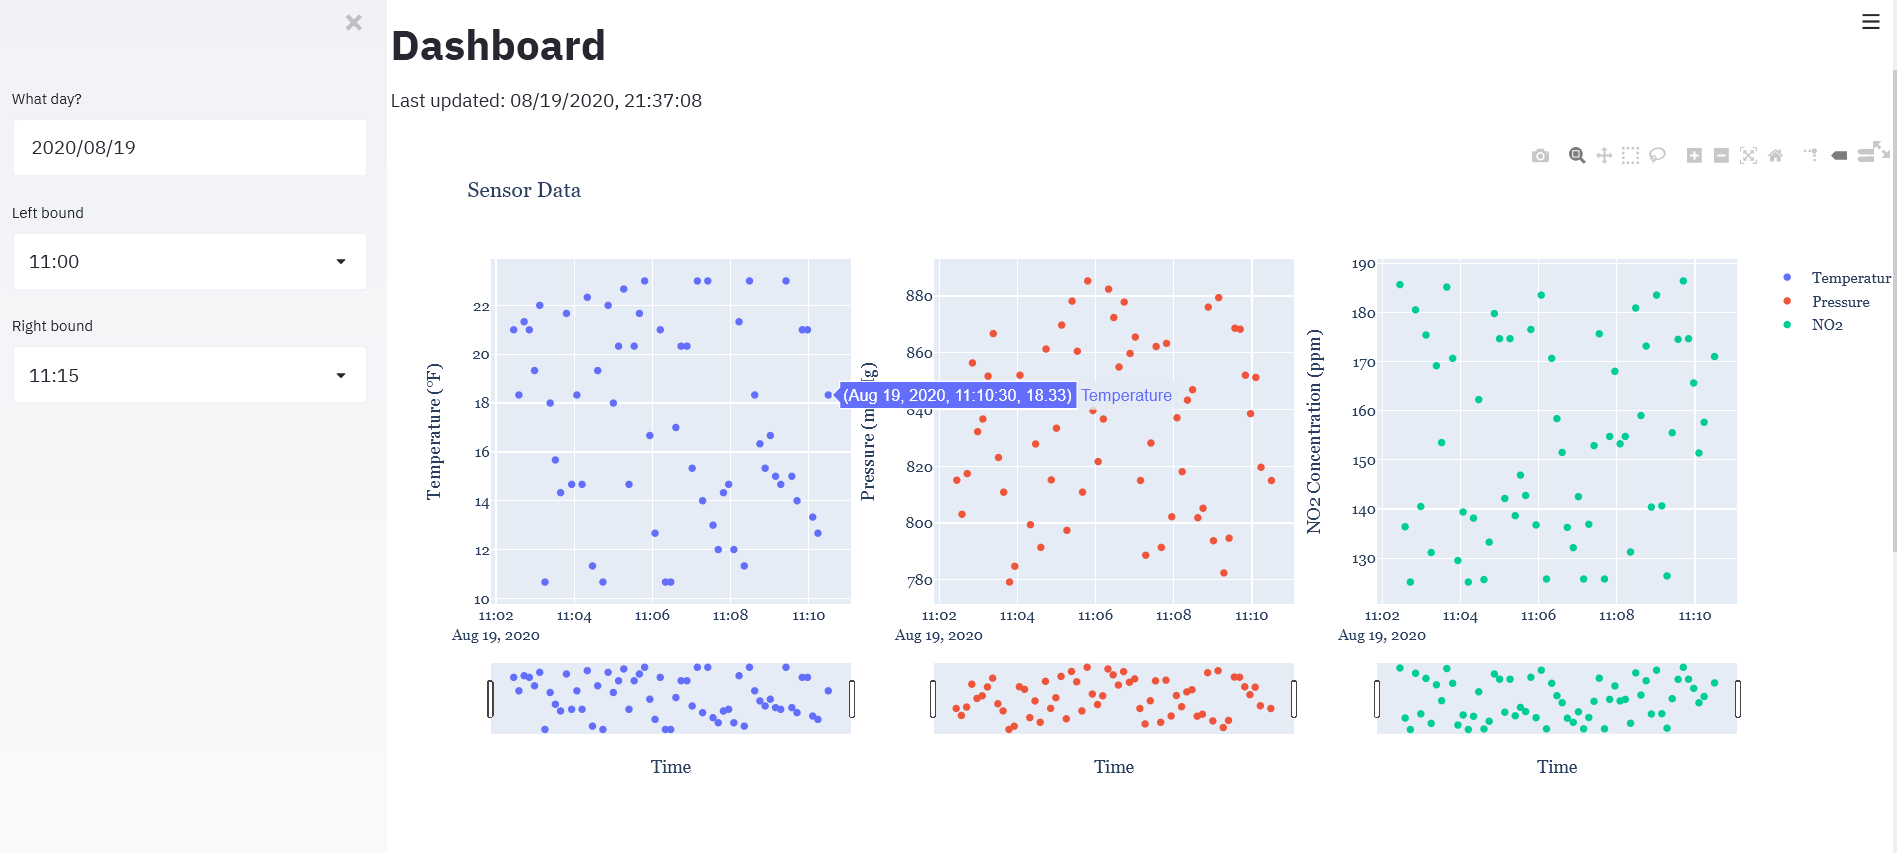 What day?
2020/08/19
Left bound
11:00
Right bound
11:15
Dashboard
Last updated: 08/19/2020, 21:37:08
Sensor Data
Temperature (°F)
22
20
18
16
14
12
10
11:02
11:04
11:06
11:08
11:10
Aug 19, 2020
Time
(Aug 19, 2020, 11:10:30, 18.33) Temperature
Pressure (m
g)
880
860
840
820
800
780
11:02
11:04
11:06
11:08
11:10
Aug 19, 2020
Time
NO2 Concentration (ppm)
190
180
170
160
150
140
130
11:02
11:04
11:06
11:08
11:10
Aug 19, 2020
Time
Temperatur
Pressure
NO2